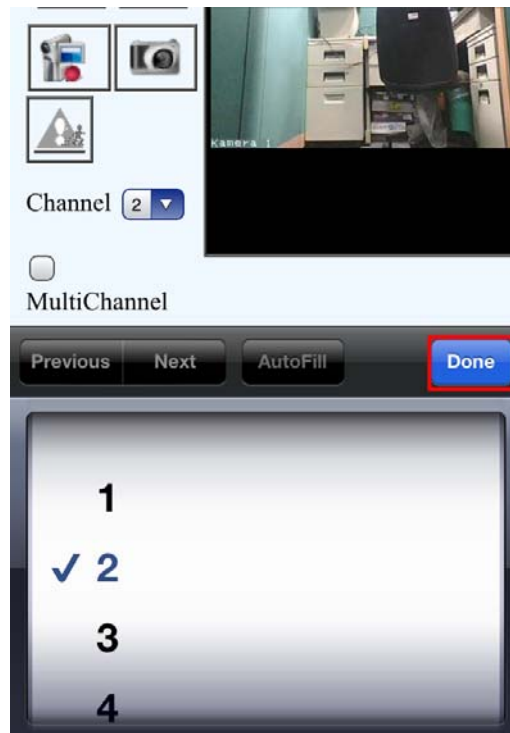 Kamera 1
Channel 2
MultiChannel
Previous Next AutoFill Done
1
✓ 2
3
4